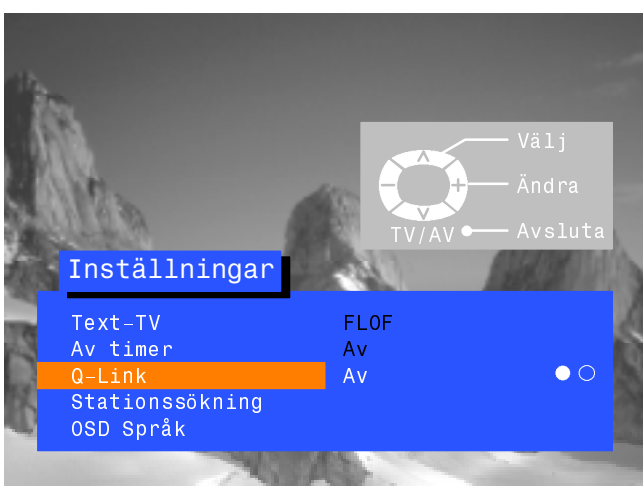 Välj
Ändra
TV/AV Avsluta
Inställningar
Text-TV FLOF
Av timer Av
Q-Link Av
Stationssökning
OSD Språk